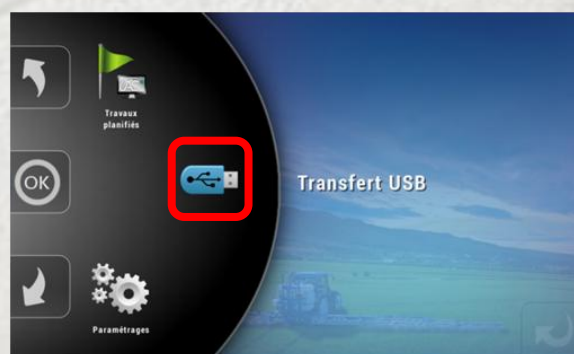 Travaux
planifiés
OK
Transfert USB
Paramétrages